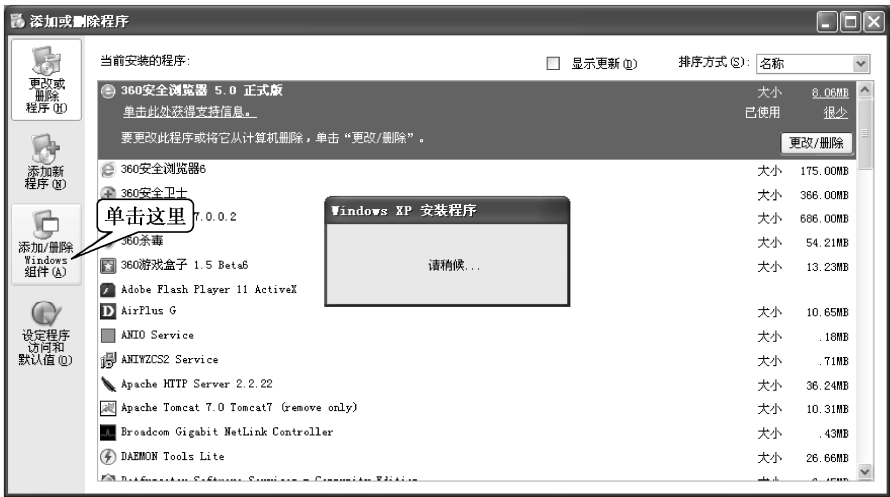 添加或删除程序
更改或
删除
程序(H)
添加新
程序(N)
添加/删除
Windows
组件(A)
设定程序
访问和
默认值(O)
当前安装的程序:
显示更新(D)
排序方式(S): 名称
360安全浏览器 5.0 正式版
大小 8.06MB
单击此处获得支持信息。
已使用 很少
要更改此程序或将它从计算机删除，单击“更改/删除”。
更改/删除
360安全浏览器6
大小 175.00MB
360安全卫士
大小 366.00MB
单击这里
7.0.0.2
大小 686.00MB
360杀毒
大小 54.21MB
360游戏盒子 1.5 Beta6
大小 13.23MB
Windows XP 安装程序
请稍候...
Adobe Flash Player 11 ActiveX
AirPlus G
大小 10.65MB
ANIO Service
大小 .18MB
ANIWZCS2 Service
大小 .71MB
Apache HTTP Server 2.2.22
大小 36.24MB
Apache Tomcat 7.0 Tomcat7 (remove only)
大小 10.31MB
Broadcom Gigabit NetLink Controller
大小 .43MB
DAEMON Tools Lite
大小 26.66MB